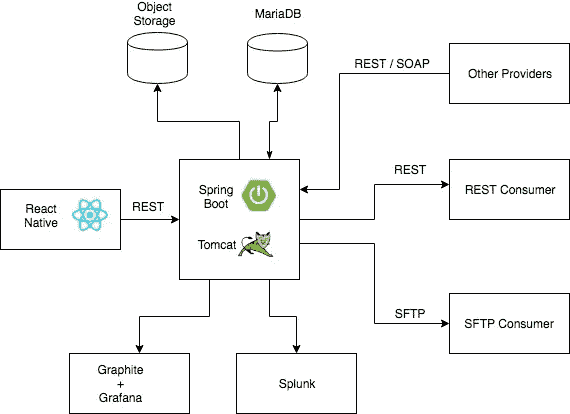 Object
Storage
MariaDB
REST / SOAP
Other Providers
Spring
Boot
REST
REST Consumer
React
Native
REST
Tomcat
SFTP
SFTP Consumer
Graphite
+
Grafana
Splunk